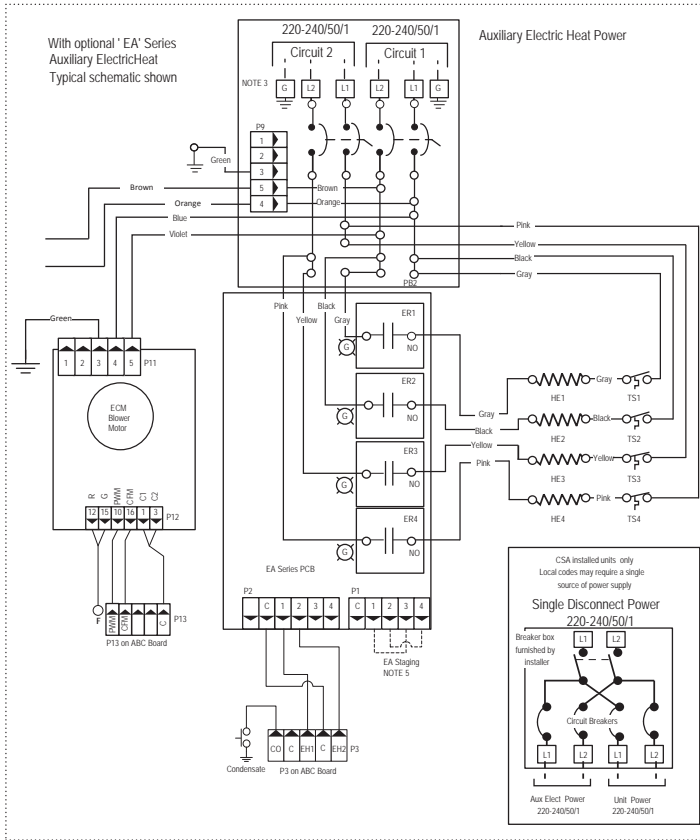 With optional ' EA' Series
Auxiliary ElectricHeat
Typical schematic shown
220-240/50/1
220-240/50/1
Auxiliary Electric Heat Power
Circuit 2
Circuit 1
NOTE 3
G
L2
L1
L2
L1
G
P9
1
2
3
5
4
Green
Brown
Brown
Orange
Orange
Blue
Violet
Pink
Yellow
Black
Gray
PB2
Pink
Yellow
Black
Gray
Green
1
2
3
4
5
P11
ECM
Blower
Motor
G
ER1
NO
G
ER2
NO
G
ER3
NO
G
ER4
NO
Gray
Black
Yellow
Pink
HE1
Gray
TS1
HE2
Black
TS2
HE3
Yellow
TS3
HE4
Pink
TS4
R
G
PWM
CFM
C1
C2
12
15
10
16
1
3
P12
EA Series PCB
P2
C
1
2
3
4
P1
C
1
2
3
4
F
PWM
CFM
C
P13
P13 on ABC Board
EA Staging
NOTE 5
Condensate
CO
C
EH1
C
EH2
P3
P3 on ABC Board
CSA installed units only
Local codes may require a single
source of power supply
Single Disconnect Power
220-240/50/1
Breaker box
furnished by
installer
L1
L2
Circuit Breakers
L1
L2
L1
L2
Aux Elect Power
220-240/50/1
Unit Power
220-240/50/1